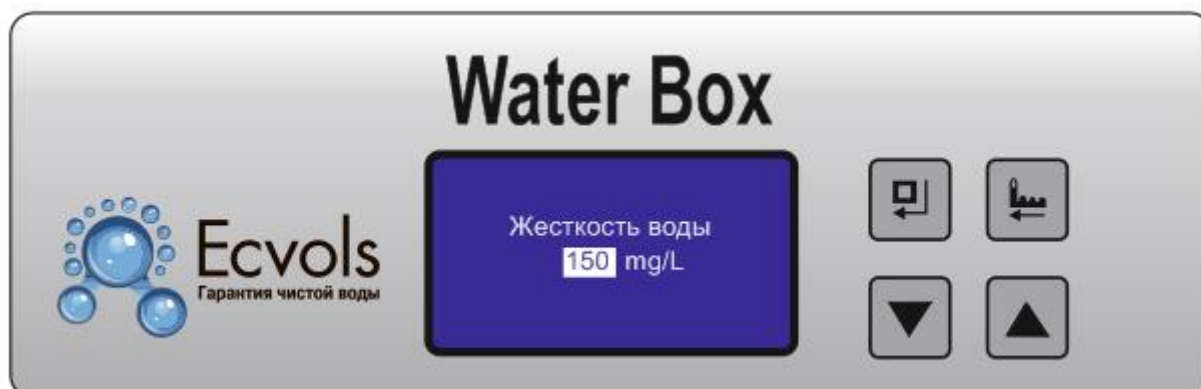 Water Box
Ecvols
Гарантия чистой воды
Жесткость воды
150 mg/L